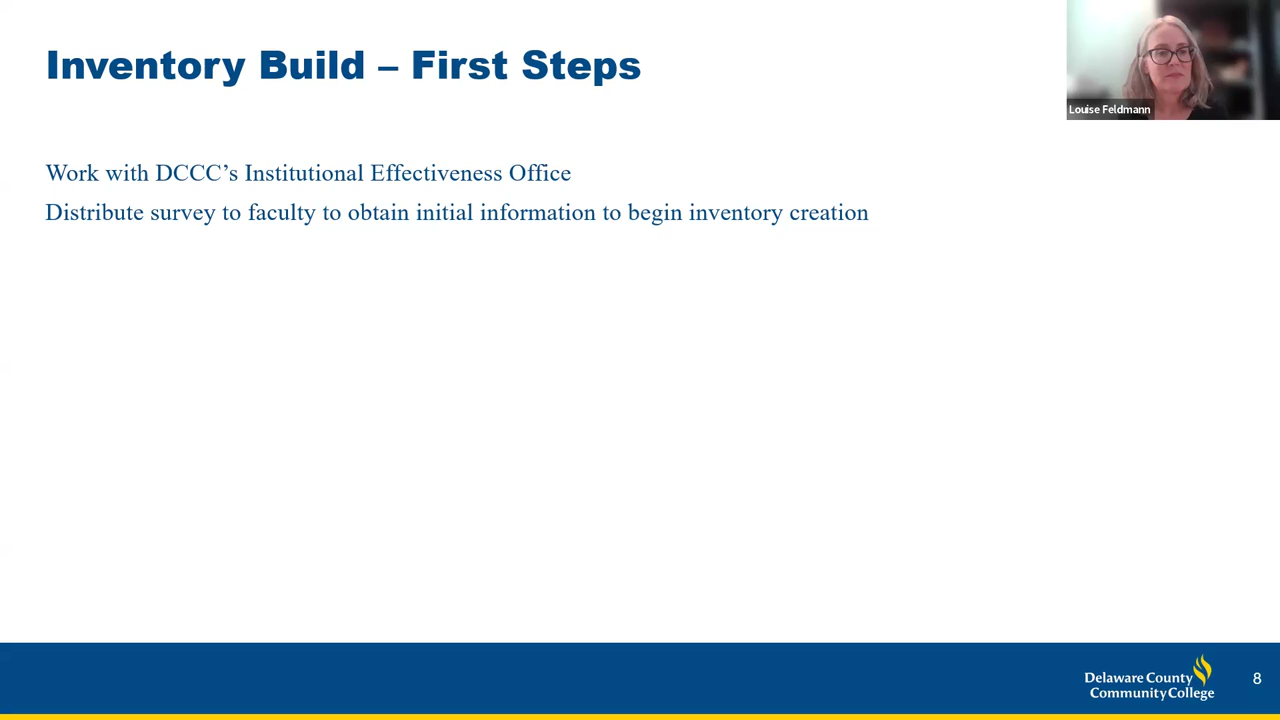 Inventory Build – First Steps
Louise Feldmann
Work with DCCC’s Institutional Effectiveness Office
Distribute survey to faculty to obtain initial information to begin inventory creation
Delaware County
Community College
8